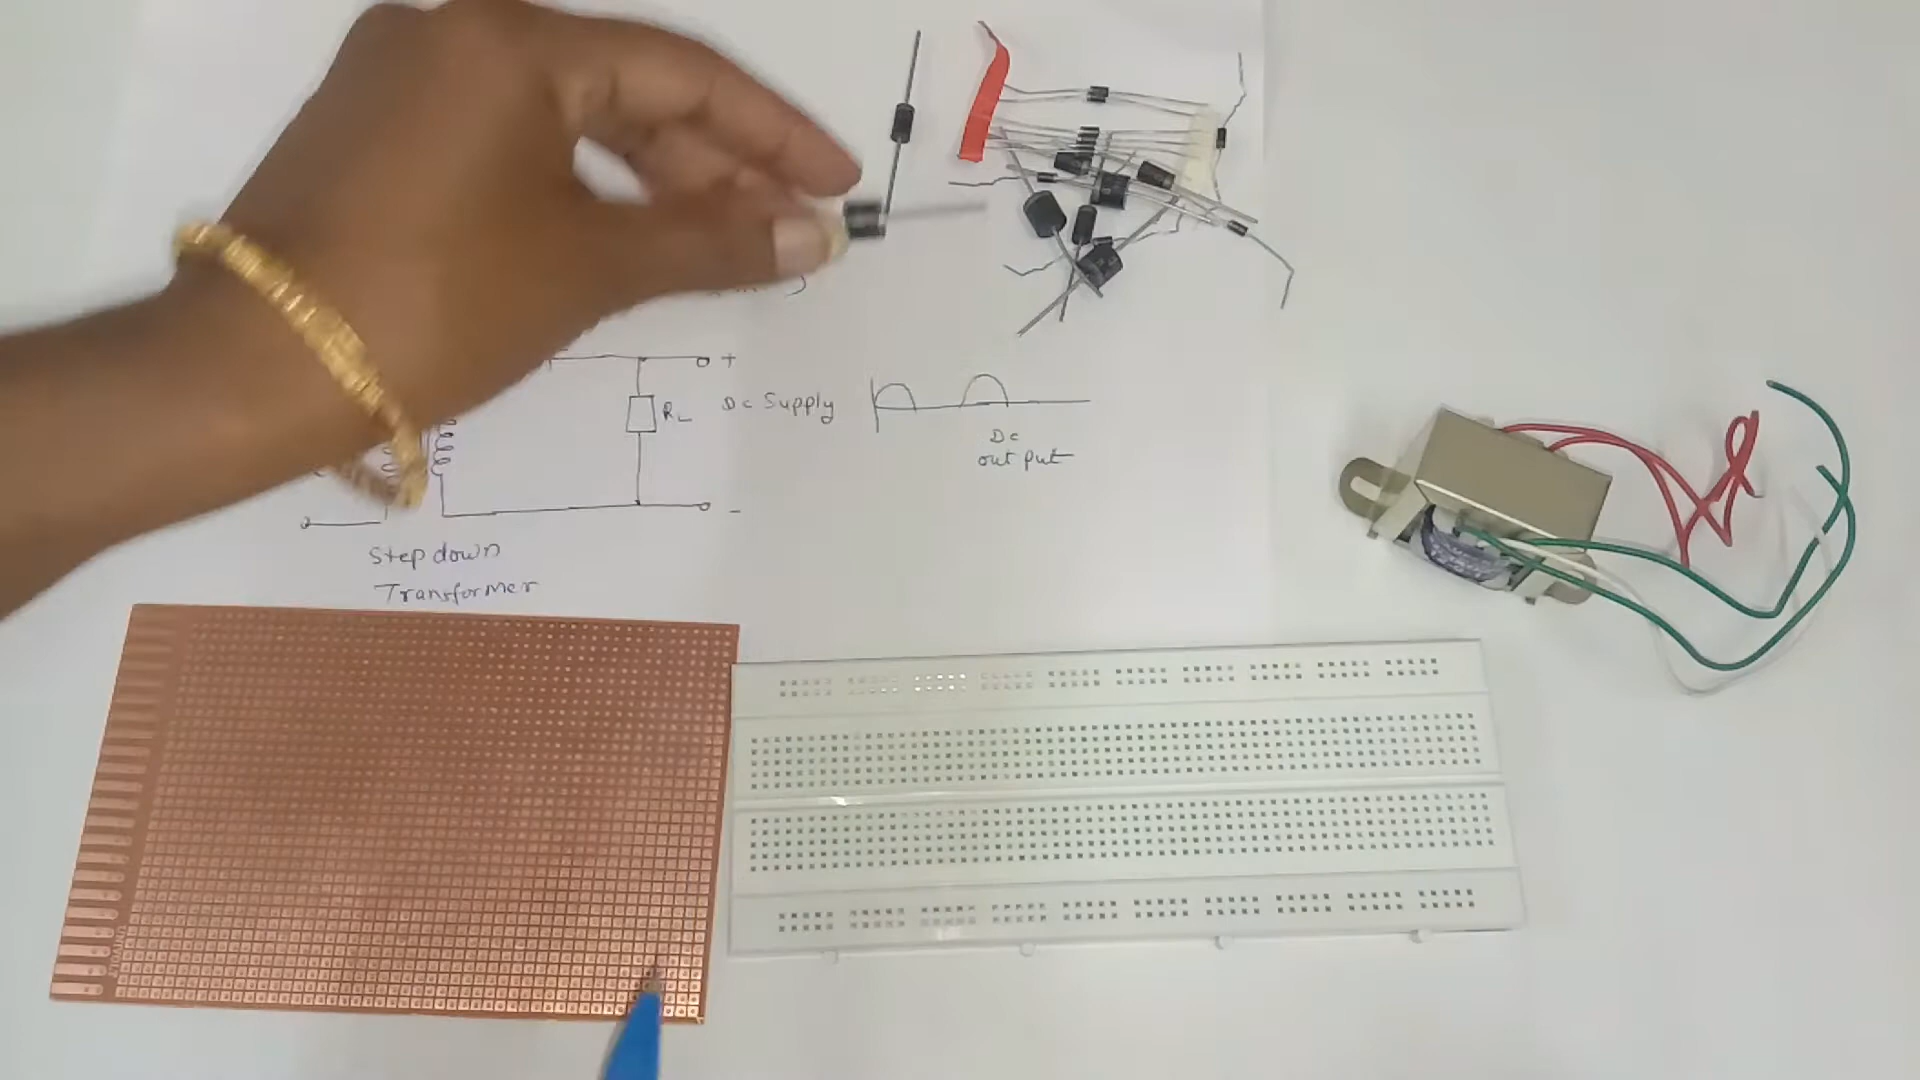 +
RL
Dc Supply
Dc
out put
-
Step down
Transformer